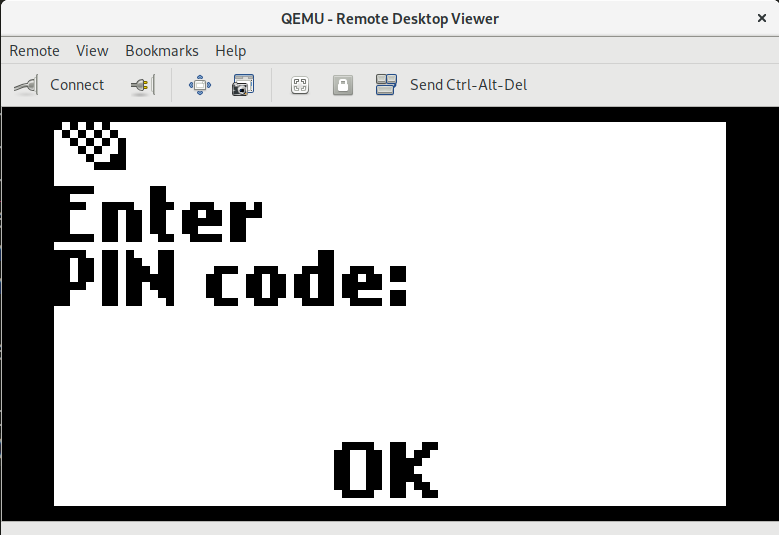 QEMU - Remote Desktop Viewer
Remote View Bookmarks Help
Connect Send Ctrl-Alt-Del
Enter
PIN code:
OK